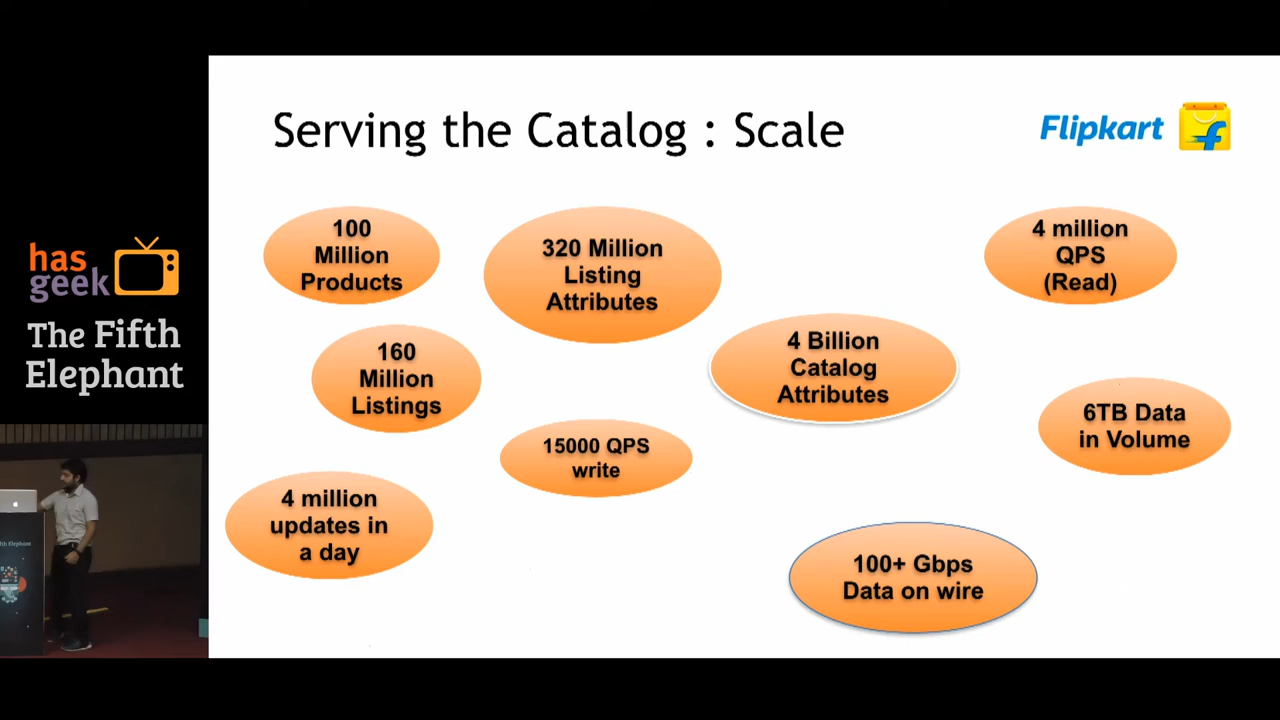 Serving the Catalog : Scale
Flipkart
has
geek
The Fifth
Elephant
100
Million
Products
320 Million
Listing
Attributes
4 million
QPS
(Read)
160
Million
Listings
4 Billion
Catalog
Attributes
6TB Data
in Volume
15000 QPS
write
4 million
updates in
a day
100+ Gbps
Data on wire